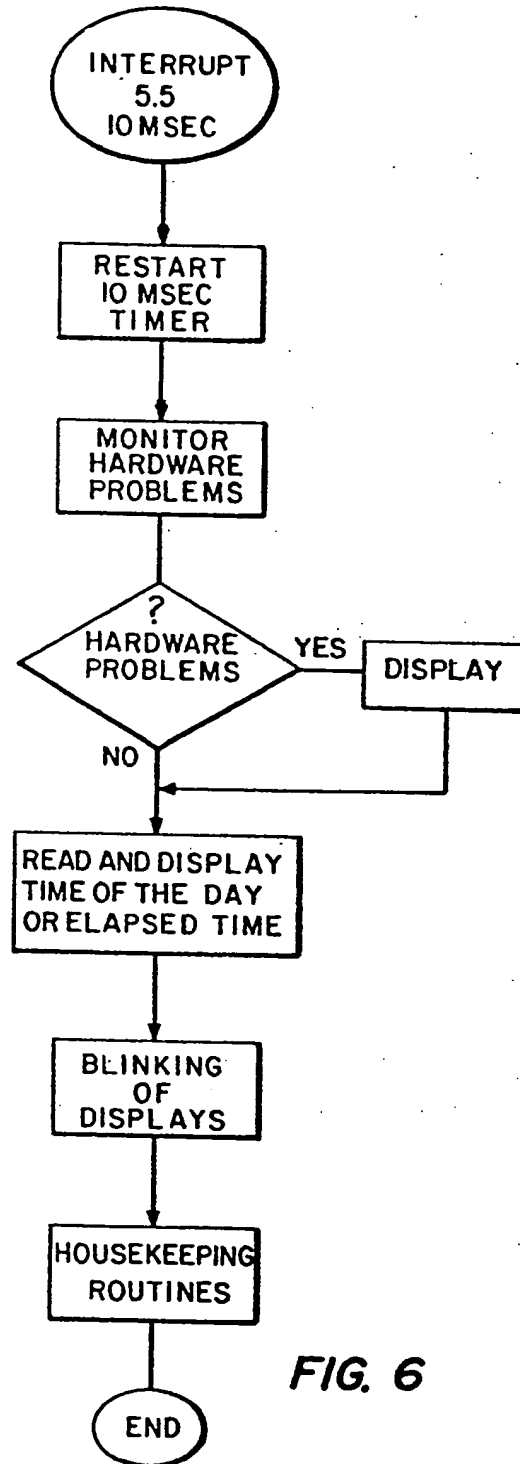 INTERRUPT
5.5
10 MSEC
RESTART
10 MSEC
TIMER
MONITOR
HARDWARE
PROBLEMS
?
HARDWARE
PROBLEMS
YES
DISPLAY
NO
READ AND DISPLAY
TIME OF THE DAY
OR ELAPSED TIME
BLINKING
OF
DISPLAYS
HOUSEKEEPING
ROUTINES
END
FIG. 6